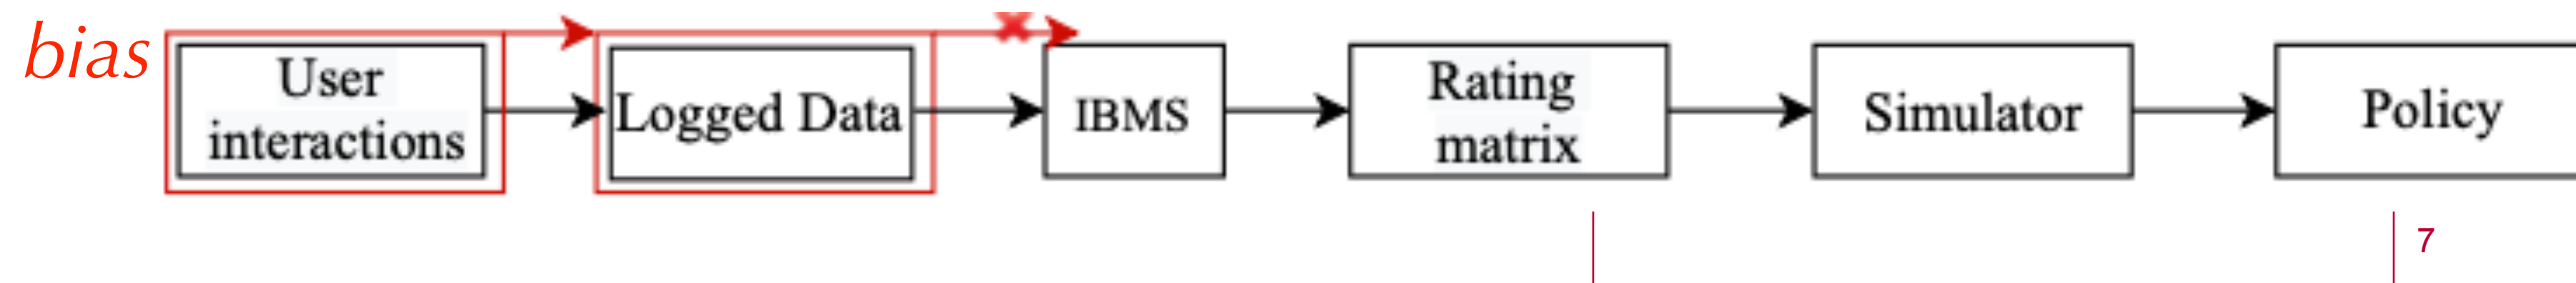 bias
User
interactions
Logged Data
IBMS
Rating
matrix
Simulator
Policy
7